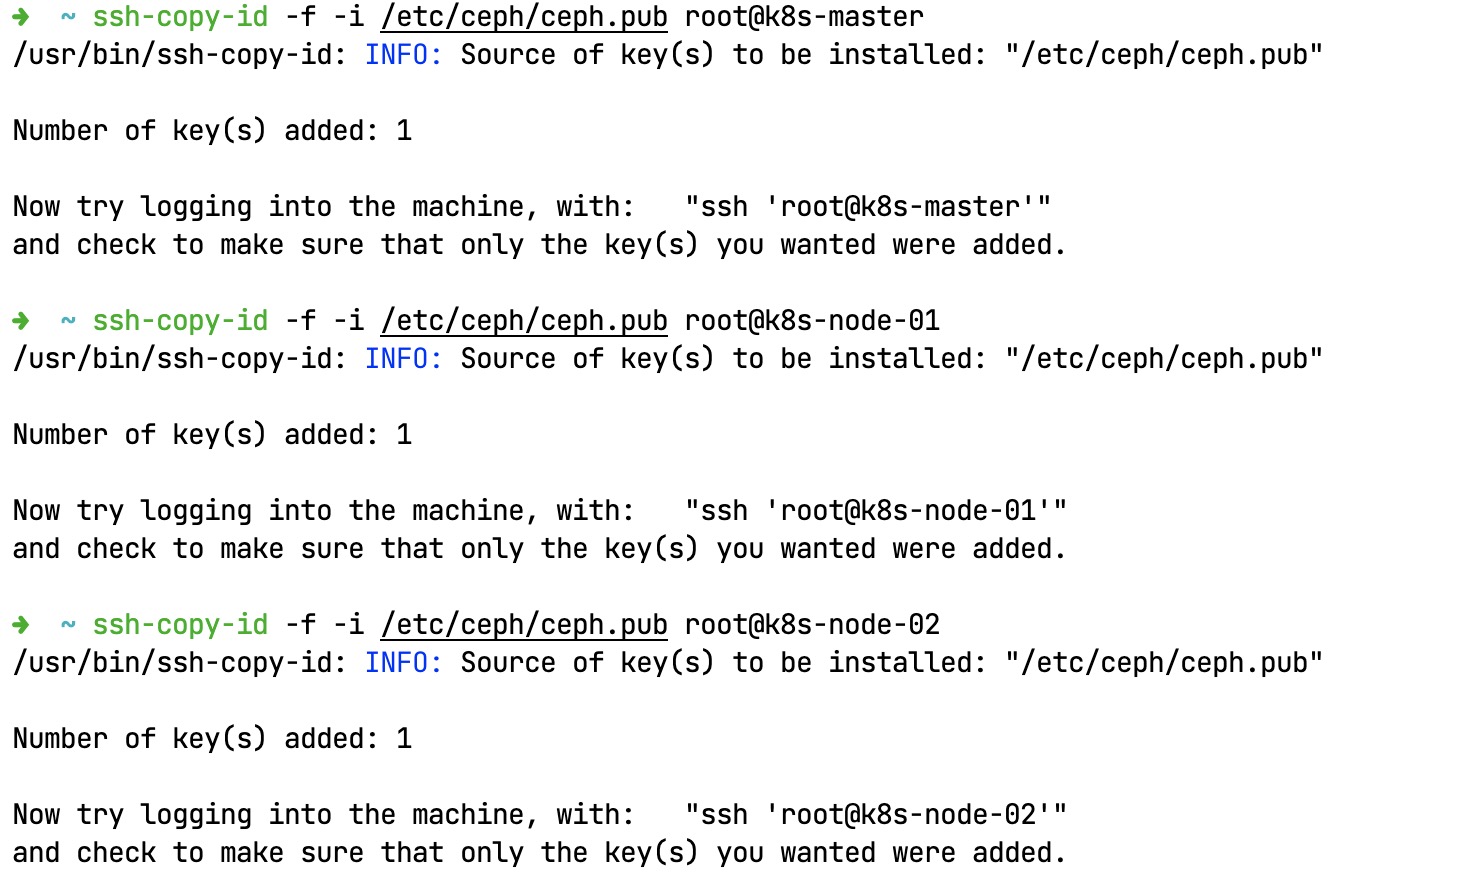 ➜  ~ ssh-copy-id -f -i /etc/ceph/ceph.pub root@k8s-master
/usr/bin/ssh-copy-id: INFO: Source of key(s) to be installed: "/etc/ceph/ceph.pub"
Number of key(s) added: 1
Now try logging into the machine, with:   "ssh 'root@k8s-master'"
and check to make sure that only the key(s) you wanted were added.
➜  ~ ssh-copy-id -f -i /etc/ceph/ceph.pub root@k8s-node-01
/usr/bin/ssh-copy-id: INFO: Source of key(s) to be installed: "/etc/ceph/ceph.pub"
Number of key(s) added: 1
Now try logging into the machine, with:   "ssh 'root@k8s-node-01'"
and check to make sure that only the key(s) you wanted were added.
➜  ~ ssh-copy-id -f -i /etc/ceph/ceph.pub root@k8s-node-02
/usr/bin/ssh-copy-id: INFO: Source of key(s) to be installed: "/etc/ceph/ceph.pub"
Number of key(s) added: 1
Now try logging into the machine, with:   "ssh 'root@k8s-node-02'"
and check to make sure that only the key(s) you wanted were added.